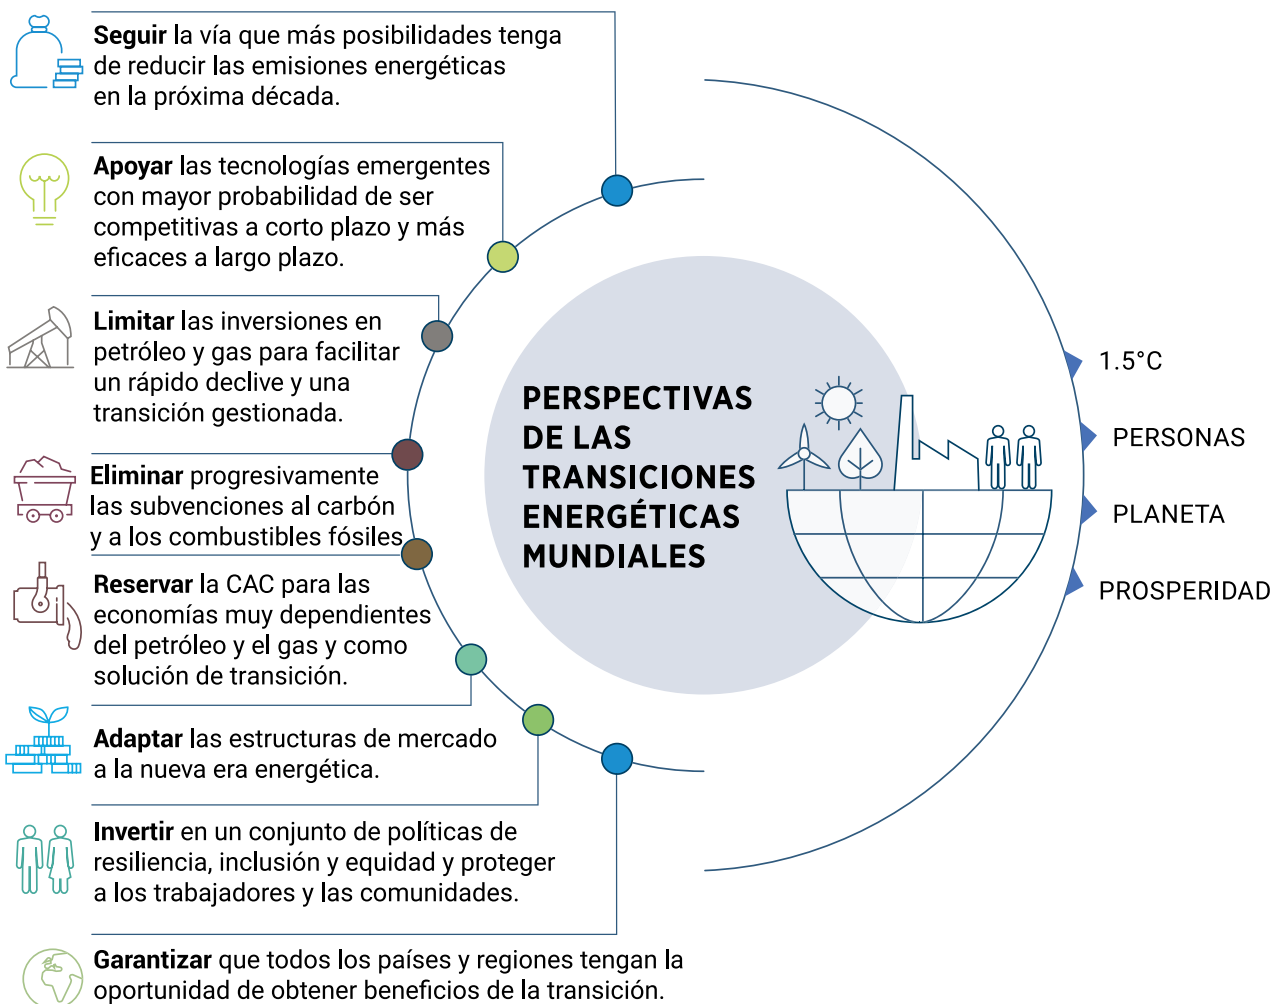 Seguir la vía que más posibilidades tenga
de reducir las emisiones energéticas
en la próxima década.
Apoyar las tecnologías emergentes
con mayor probabilidad de ser
competitivas a corto plazo y más
eficaces a largo plazo.
Limitar las inversiones en
petróleo y gas para facilitar
un rápido declive y una
transición gestionada.
Eliminar progresivamente
las subvenciones al carbón
y a los combustibles fósiles.
Reservar la CAC para las
economías muy dependientes
del petróleo y el gas y como
solución de transición.
Adaptar las estructuras de mercado
a la nueva era energética.
Invertir en un conjunto de políticas de
resiliencia, inclusión y equidad y proteger
a los trabajadores y las comunidades.
Garantizar que todos los países y regiones tengan la
oportunidad de obtener beneficios de la transición.
PERSPECTIVAS
DE LAS
TRANSICIONES
ENERGÉTICAS
MUNDIALES
1.5°C
PERSONAS
PLANETA
PROSPERIDAD